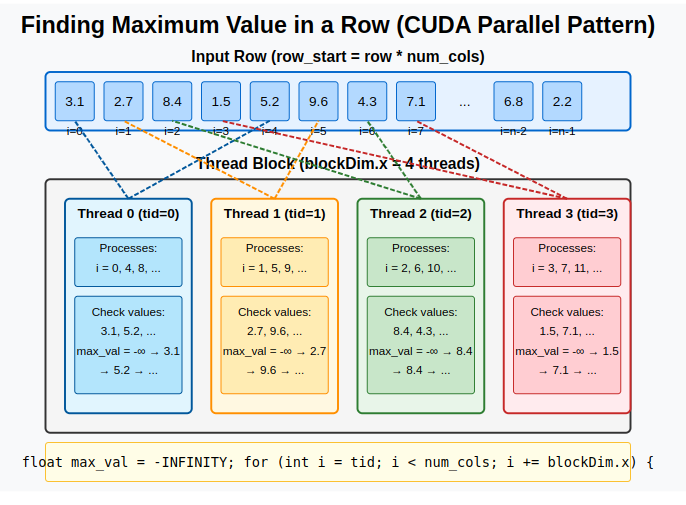 Finding Maximum Value in a Row (CUDA Parallel Pattern)
Input Row (row_start = row * num_cols)
3.1 2.7 8.4 1.5 5.2 9.6 4.3 7.1 ... 6.8 2.2
i=0 i=1 i=2 i=3 i=4 i=5 i=6 i=7 i=n-2 i=n-1
Thread Block (blockDim.x = 4 threads)
Thread 0 (tid=0)
Processes:
i = 0, 4, 8, ...
Check values:
3.1, 5.2, ...
max_val = -∞ → 3.1
→ 5.2 → ...
Thread 1 (tid=1)
Processes:
i = 1, 5, 9, ...
Check values:
2.7, 9.6, ...
max_val = -∞ → 2.7
→ 9.6 → ...
Thread 2 (tid=2)
Processes:
i = 2, 6, 10, ...
Check values:
8.4, 4.3, ...
max_val = -∞ → 8.4
→ 8.4 → ...
Thread 3 (tid=3)
Processes:
i = 3, 7, 11, ...
Check values:
1.5, 7.1, ...
max_val = -∞ → 1.5
→ 7.1 → ...
float max_val = -INFINITY; for (int i = tid; i < num_cols; i += blockDim.x) {